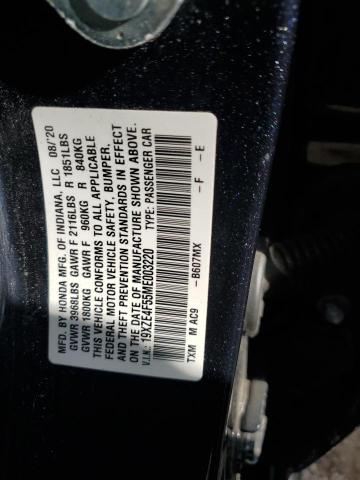 MFD. BY HONDA MFG. OF INDIANA, LLC 08/'20
GVWR 3968LBS GAWR F 2116LBS R 1851LBS
GVWR 1800KG GAWR F 960KG R 840KG
THIS VEHICLE CONFORMS TO ALL APPLICABLE
FEDERAL MOTOR VEHICLE SAFETY, BUMPER,
AND THEFT PREVENTION STANDARDS IN EFFECT
ON THE DATE OF MANUFACTURE SHOWN ABOVE.
V.I.N.: 19XZE4F55ME003220 TYPE: PASSENGER CAR
–B607MX –F –E
TXM M AC9